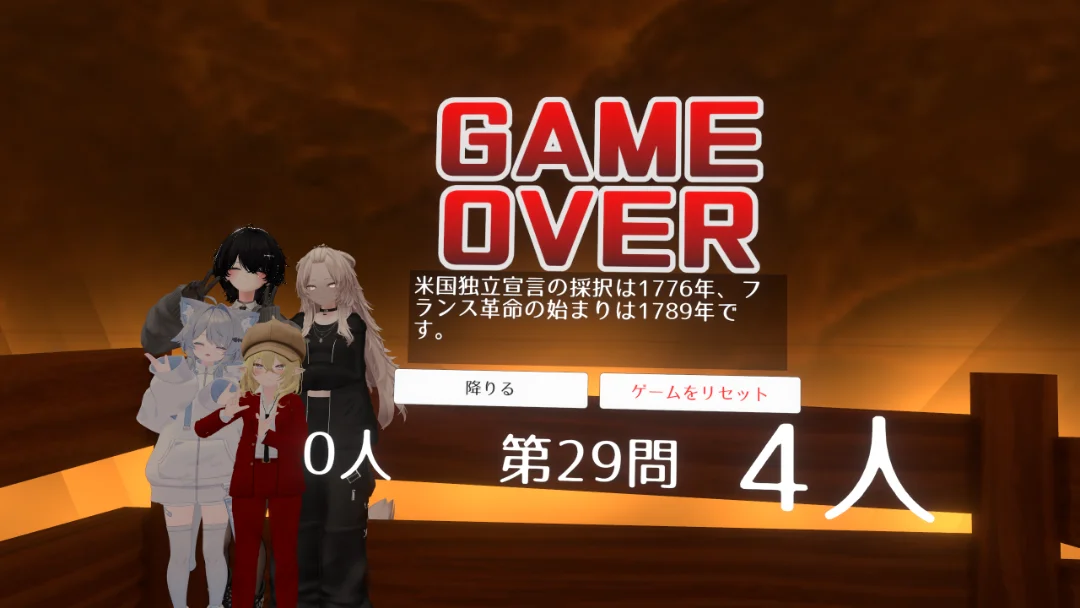 GAME
OVER
米国独立宣言の採択は1776年、フ
ランス革命の始まりは1789年で
す。
降りる
ゲームをリセット
0人
第29問
4人